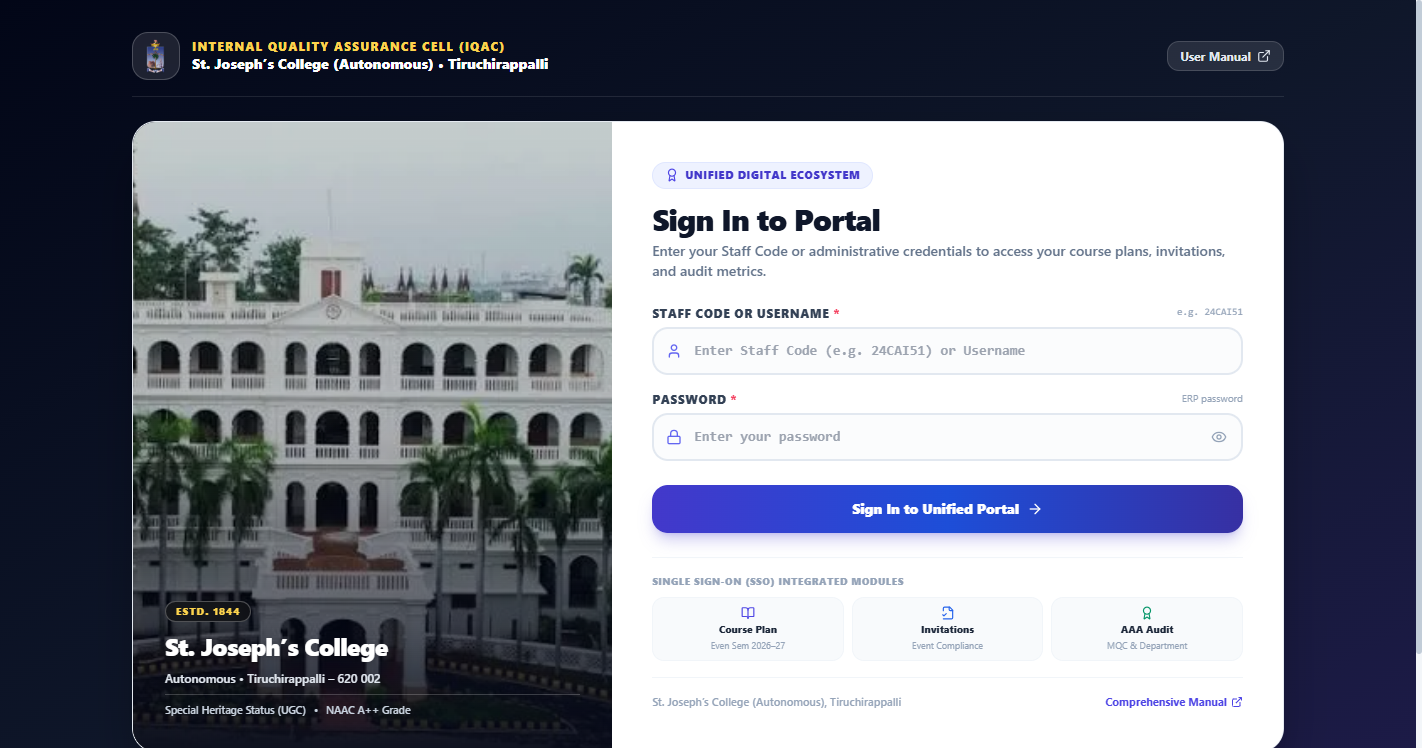 INTERNAL QUALITY ASSURANCE CELL (IQAC)
St. Joseph's College (Autonomous) • Tiruchirappalli
User Manual
UNIFIED DIGITAL ECOSYSTEM
Sign In to Portal
Enter your Staff Code or administrative credentials to access your course plans, invitations,
and audit metrics.
STAFF CODE OR USERNAME *
e.g. 24CAI51
Enter Staff Code (e.g. 24CAI51) or Username
PASSWORD *
ERP password
Enter your password
Sign In to Unified Portal →
SINGLE SIGN-ON (SSO) INTEGRATED MODULES
Course Plan
Even Sem 2026–27
Invitations
Event Compliance
AAA Audit
MQC & Department
St. Joseph's College (Autonomous), Tiruchirappalli
Comprehensive Manual
ESTD. 1844
St. Joseph's College
Autonomous • Tiruchirappalli – 620 002
Special Heritage Status (UGC) • NAAC A++ Grade